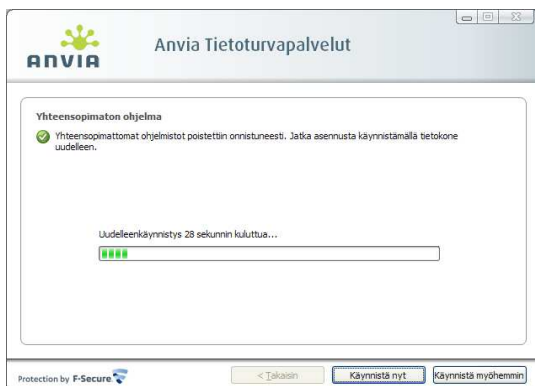 ANVIA
Anvia Tietoturvapalvelut
Yhteensopimaton ohjelma
Yhteensopimattomat ohjelmistot poistettiin onnistuneesti. Jatka asennusta käynnistämällä tietokone
uudelleen.
Uudelleenkäynnistys 28 sekunnin kuluttua...
Protection by F-Secure
< Takaisin
Käynnistä nyt
Käynnistä myöhemmin